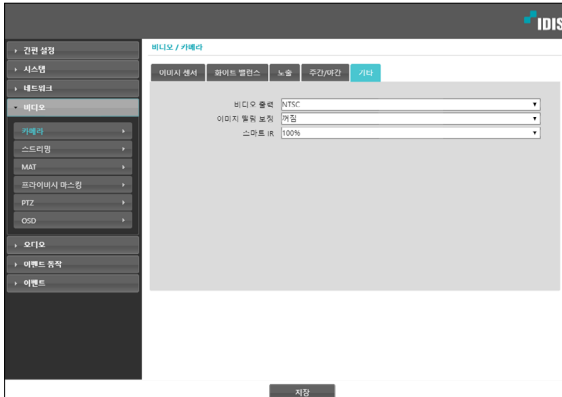 IDIS
간편 설정
시스템
네트워크
비디오
카메라
스트리밍
MAT
프라이버시 마스킹
PTZ
OSD
오디오
이벤트 동작
이벤트
비디오 / 카메라
이미지 센서 화이트 밸런스 노출 주간/야간 기타
비디오 출력 NTSC
이미지 떨림 보정 꺼짐
스마트 IR 100%
저장